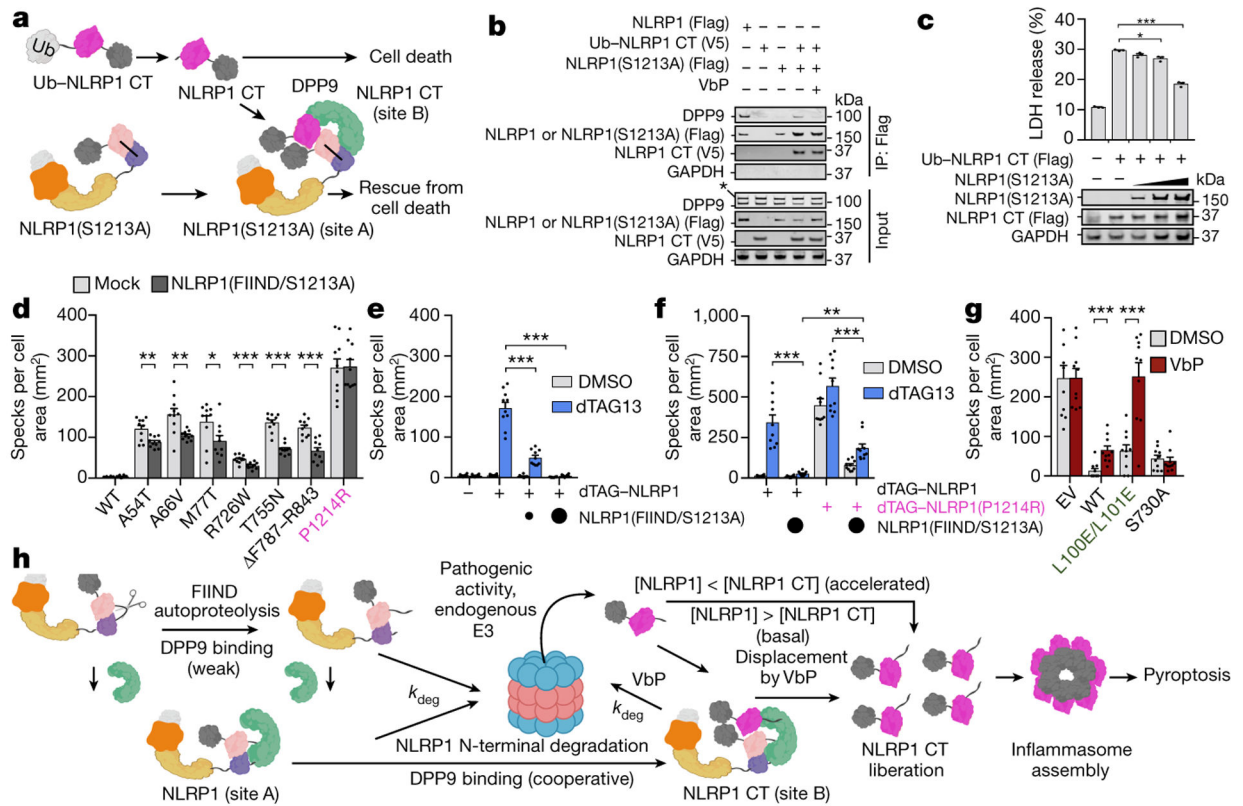 a
Ub
Ub–NLRP1 CT
NLRP1 CT
Cell death
DPP9
NLRP1 CT
(site B)
NLRP1(S1213A)
NLRP1(S1213A) (site A)
Rescue from
cell death
b
NLRP1 (Flag) + – – – –
Ub–NLRP1 CT (V5) – + – + +
NLRP1(S1213A) (Flag) – – + + +
VbP – – – – +
kDa
DPP9 100
NLRP1 or NLRP1(S1213A) (Flag) 150
NLRP1 CT (V5) 37
GAPDH 37
IP: Flag
*
DPP9 100
NLRP1 or NLRP1(S1213A) (Flag) 150
NLRP1 CT (V5) 37
GAPDH 37
Input
c
LDH release (%)
40
30
20
10
***
*
Ub–NLRP1 CT (Flag) – + + + +
NLRP1(S1213A) – –
kDa
NLRP1(S1213A) 150
NLRP1 CT (Flag) 37
GAPDH 37
Mock NLRP1(FIIND/S1213A)
d
Specks per cell
area (mm²)
400
300
200
100
0
** ** * *** *** ***
WT A54T A66V M77T R726W T755N ΔF787–R843 P1214R
e
Specks per cell
area (mm²)
400
300
200
100
0
***
***
DMSO
dTAG13
– + + + dTAG–NLRP1
NLRP1(FIIND/S1213A)
f
Specks per cell
area (mm²)
1,000
750
500
250
0
**
*** ***
DMSO
dTAG13
+ + dTAG–NLRP1
+ + dTAG–NLRP1(P1214R)
NLRP1(FIIND/S1213A)
g
Specks per cell
area (mm²)
400
300
200
100
0
*** ***
DMSO
VbP
EV WT L100E/L101E S730A
h
FIIND
autoproteolysis
DPP9 binding
(weak)
NLRP1 (site A)
kdeg
Pathogenic
activity,
endogenous
E3
NLRP1 N-terminal degradation
DPP9 binding (cooperative)
VbP
kdeg
[NLRP1] < [NLRP1 CT] (accelerated)
[NLRP1] > [NLRP1 CT]
(basal)
Displacement
by VbP
NLRP1 CT (site B)
NLRP1 CT
liberation
Inflammasome
assembly
Pyroptosis